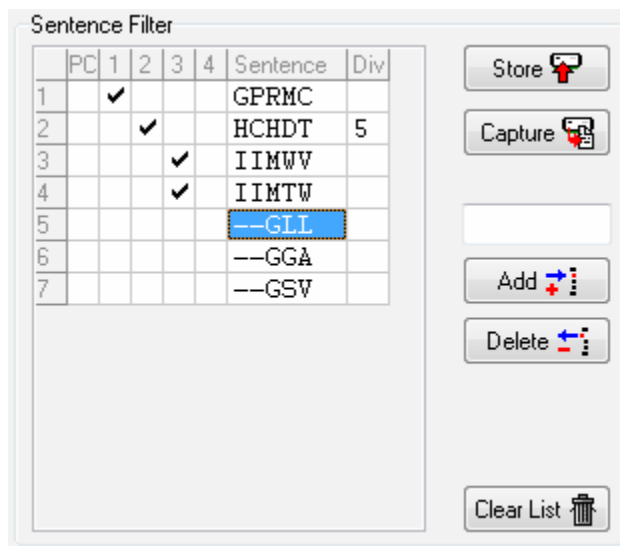 Sentence Filter
PC 1 2 3 4 Sentence Div
1 ✔ GPRMC
2 ✔ HCHDT 5
3 ✔ IIMWV
4 ✔ IIMTW
5 --GLL
6 --GGA
7 --GSV
Store
Capture
Add
Delete
Clear List